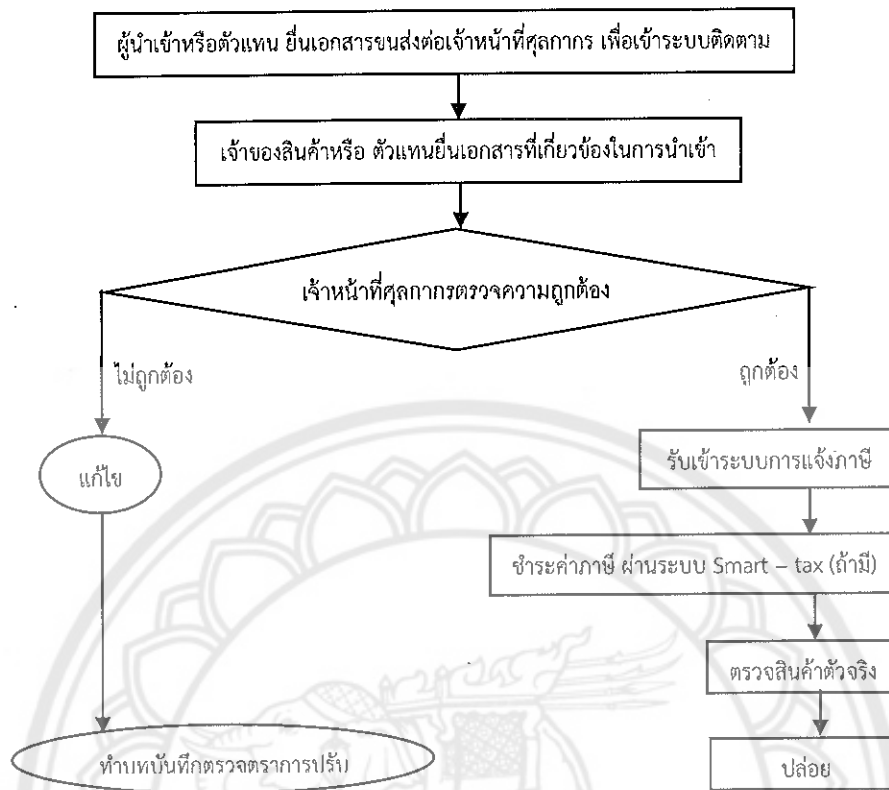 ผู้นำเข้าหรือตัวแทน ยื่นเอกสารขนส่งต่อเจ้าหน้าที่ศุลกากร เพื่อเข้าระบบติดตาม
เจ้าของสินค้าหรือ ตัวแทนยื่นเอกสารที่เกี่ยวข้องในการนำเข้า
เจ้าหน้าที่ศุลกากรตรวจความถูกต้อง
ไม่ถูกต้อง
ถูกต้อง
แก้ไข
รับเข้าระบบการแจ้งภาษี
ชำระค่าภาษี ผ่านระบบ Smart – tax (ถ้ามี)
ตรวจสินค้าตัวจริง
ทำบทบันทึกตรวจตราการปรับ
ปล่อย